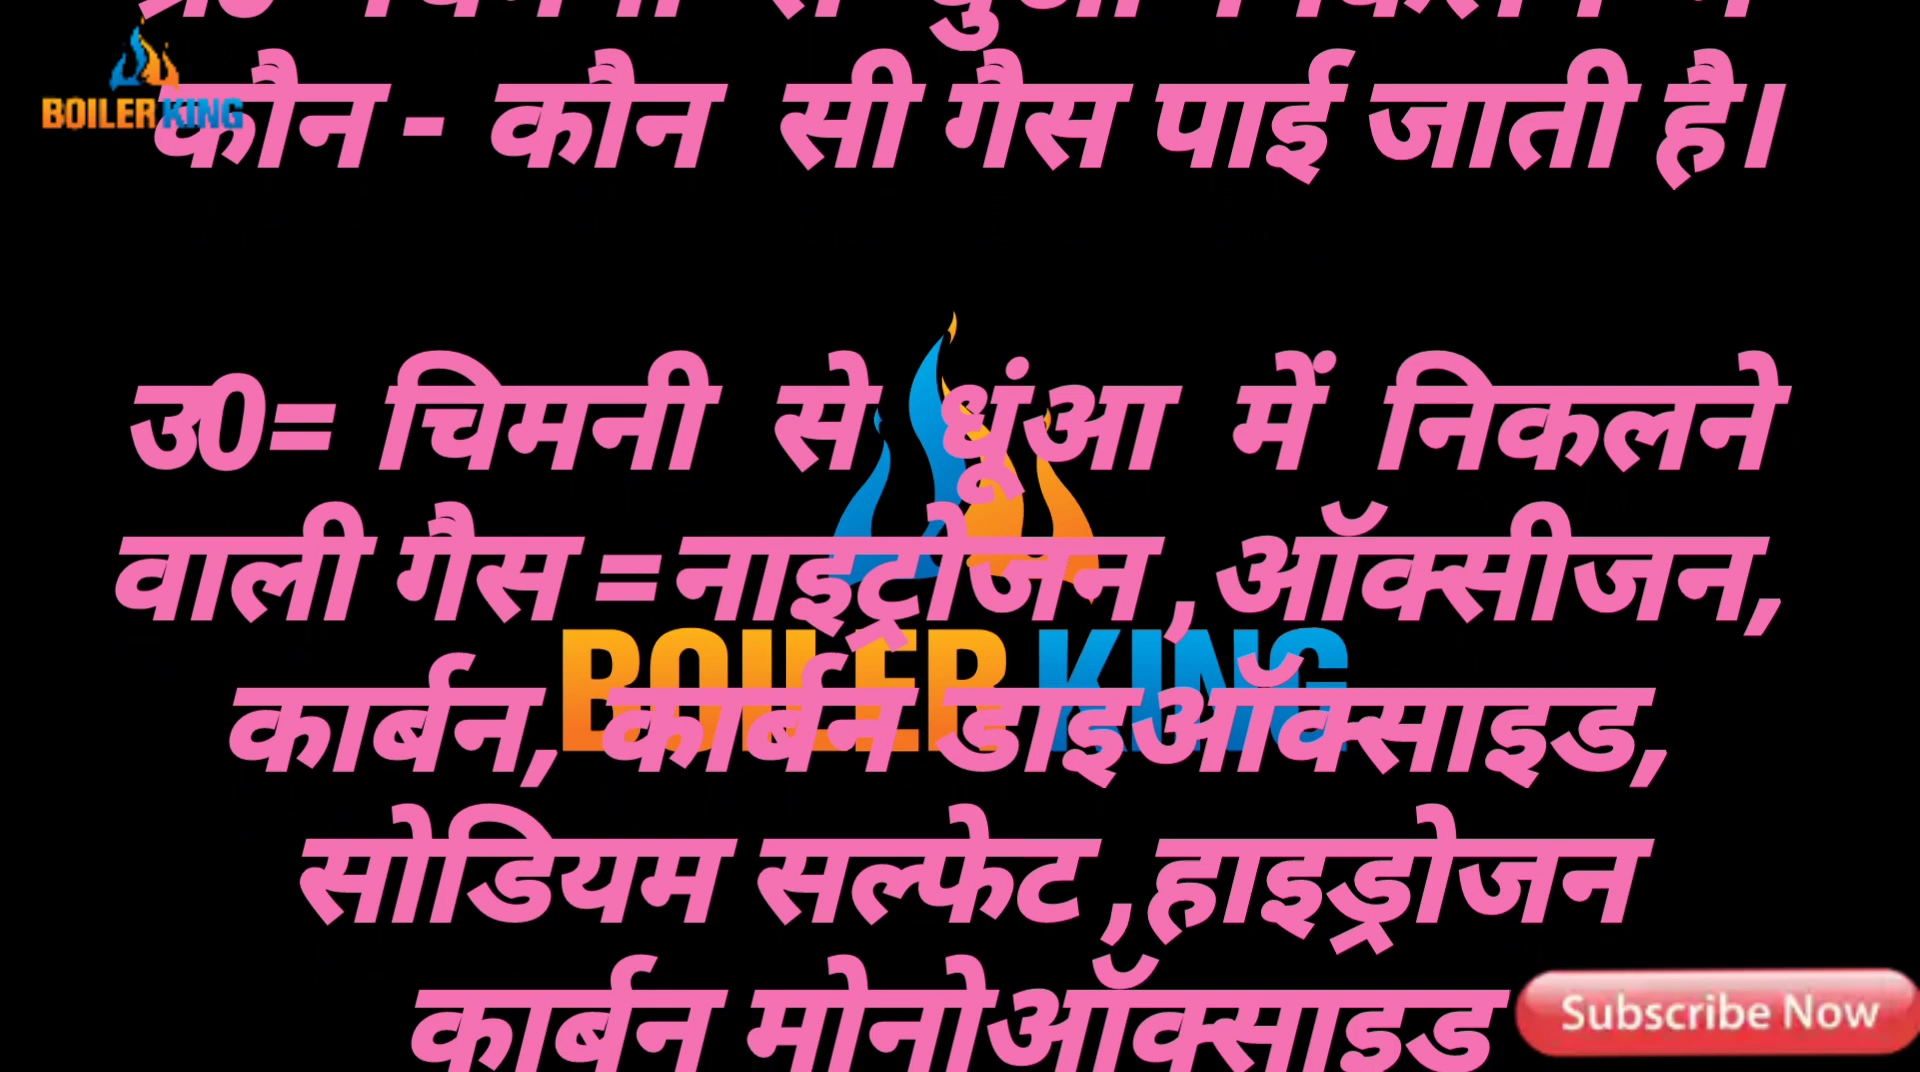 BOILER KING
कौन - कौन सी गैस पाई जाती है।
उ0= चिमनी से धूंआ में निकलने
वाली गैस =नाइट्रोजन ,ऑक्सीजन,
BOILER KING
कार्बन, कार्बन डाइऑक्साइड,
सोडियम सल्फेट ,हाइड्रोजन
कार्बन मोनोऑक्साइड
Subscribe Now